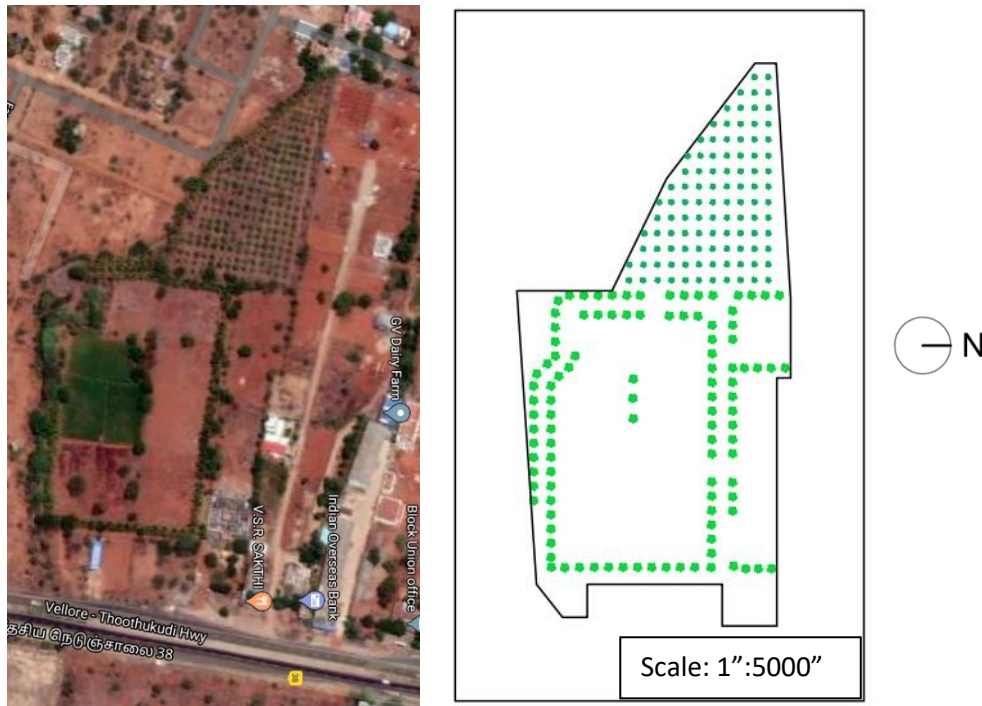 GV Dairy Farm
Block Union office
Indian Overseas Bank
V.S.R. SAKTHI
Vellore - Thoothukudi Hwy
தேசிய நெடுஞ்சாலை 38
38
N
Scale: 1”:5000”